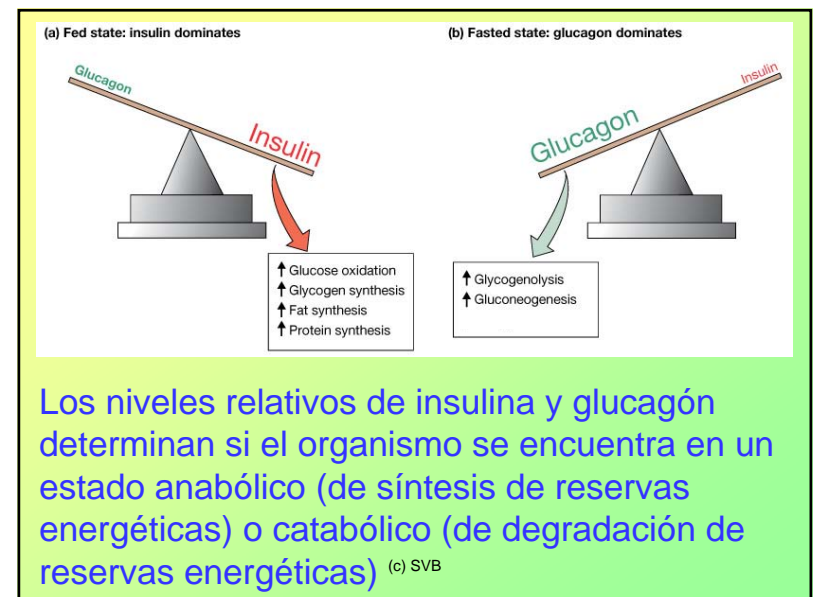 (a) Fed state: insulin dominates
Glucagon
Insulin
↑ Glucose oxidation
↑ Glycogen synthesis
↑ Fat synthesis
↑ Protein synthesis
(b) Fasted state: glucagon dominates
Insulin
Glucagon
↑ Glycogenolysis
↑ Gluconeogenesis
Los niveles relativos de insulina y glucagón
determinan si el organismo se encuentra en un
estado anabólico (de síntesis de reservas
energéticas) o catabólico (de degradación de
reservas energéticas) (c) SVB